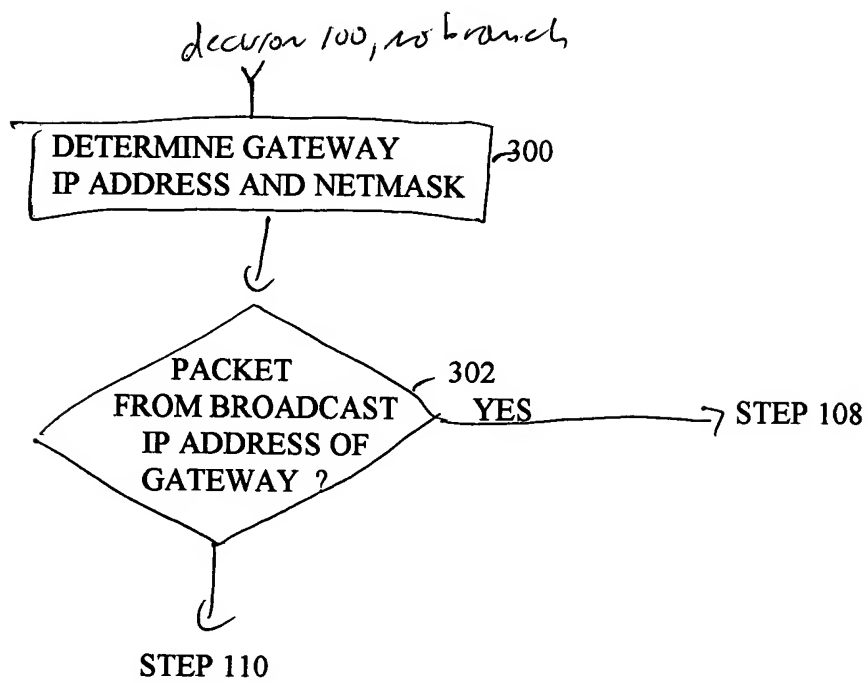 decision 100, no branch
DETERMINE GATEWAY
IP ADDRESS AND NETMASK
300
PACKET
FROM BROADCAST
IP ADDRESS OF
GATEWAY ?
302
YES
STEP 108
STEP 110